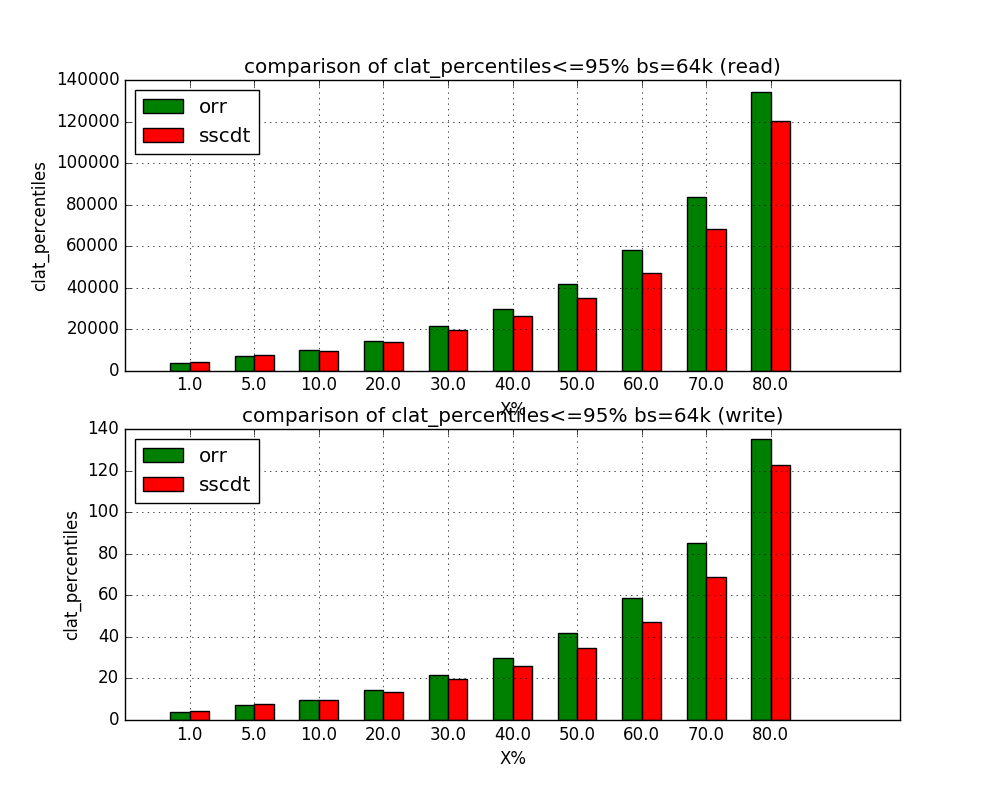 comparison of clat_percentiles<=95% bs=64k (read)
140000
120000
100000
80000
60000
40000
20000
0
clat_percentiles
orr
sscdt
1.0 5.0 10.0 20.0 30.0 40.0 50.0 60.0 70.0 80.0
X%
comparison of clat_percentiles<=95% bs=64k (write)
140
120
100
80
60
40
20
0
clat_percentiles
orr
sscdt
1.0 5.0 10.0 20.0 30.0 40.0 50.0 60.0 70.0 80.0
X%